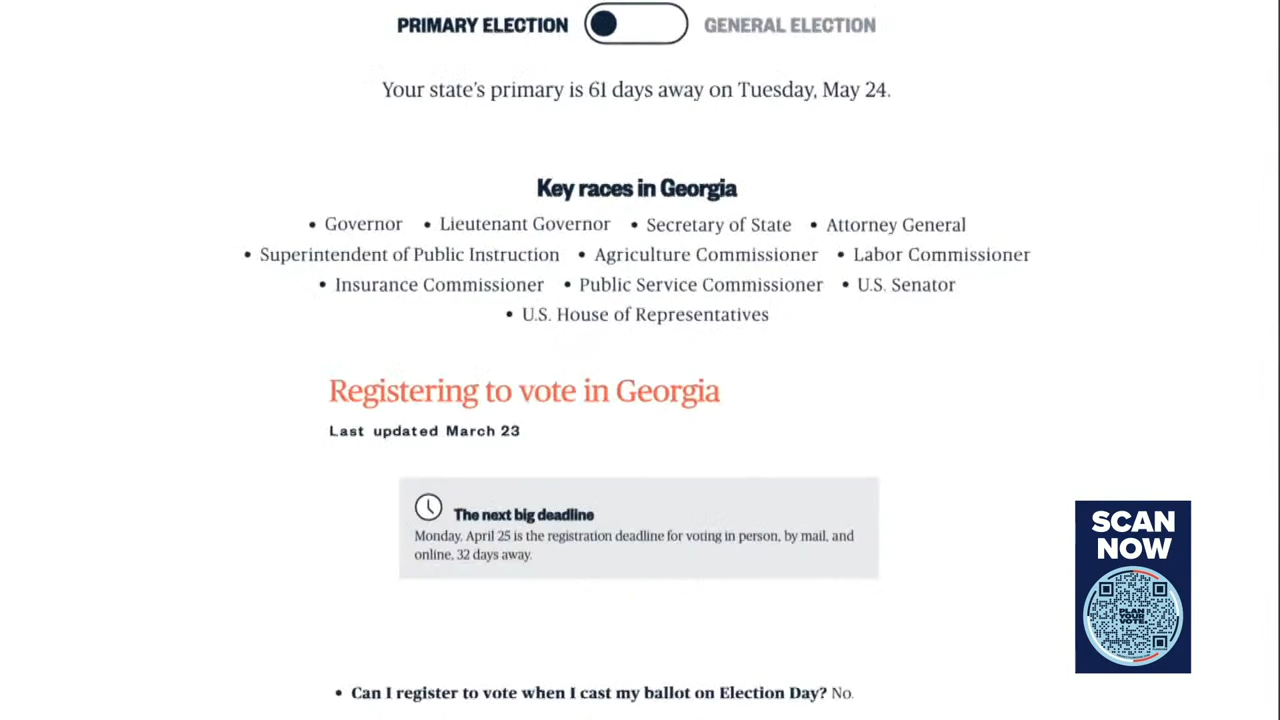 PRIMARY ELECTION GENERAL ELECTION
Your state's primary is 61 days away on Tuesday, May 24.
Key races in Georgia
• Governor • Lieutenant Governor • Secretary of State • Attorney General
• Superintendent of Public Instruction • Agriculture Commissioner • Labor Commissioner
• Insurance Commissioner • Public Service Commissioner • U.S. Senator
• U.S. House of Representatives
Registering to vote in Georgia
Last updated March 23
The next big deadline
Monday, April 25 is the registration deadline for voting in person, by mail, and
online, 32 days away.
SCAN
NOW
PLAN
YOUR
VOTE.
• Can I register to vote when I cast my ballot on Election Day? No.